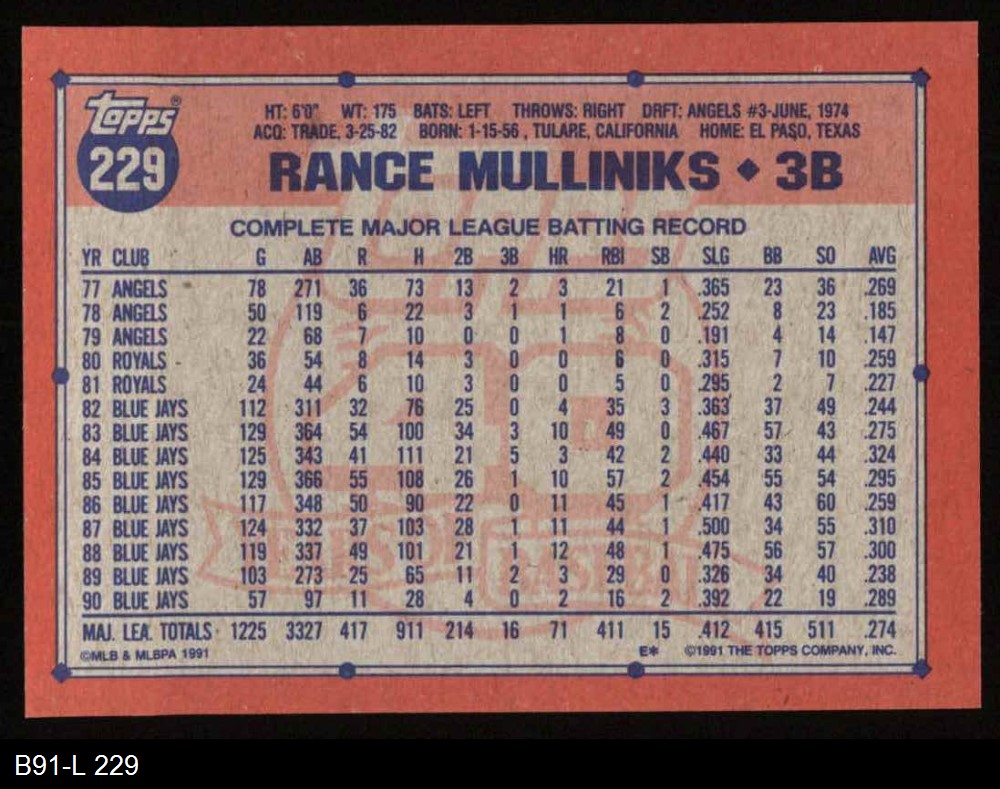 Topps®
229
HT: 6'0" WT: 175 BATS: LEFT THROWS: RIGHT DRFT: ANGELS #3-JUNE, 1974
ACQ: TRADE, 3-25-82 BORN: 1-15-56 , TULARE, CALIFORNIA HOME: EL PASO, TEXAS
RANCE MULLINIKS ♦ 3B
COMPLETE MAJOR LEAGUE BATTING RECORD
YR CLUB G AB R H 2B 3B HR RBI SB SLG BB SO AVG
77 ANGELS 78 271 36 73 13 2 3 21 1 .365 23 36 .269
78 ANGELS 50 119 6 22 3 1 1 6 2 .252 8 23 .185
79 ANGELS 22 68 7 10 0 0 1 8 0 .191 4 14 .147
80 ROYALS 36 54 8 14 3 0 0 6 0 .315 7 10 .259
81 ROYALS 24 44 6 10 3 0 0 5 0 .295 2 7 .227
82 BLUE JAYS 112 311 32 76 25 0 4 35 3 .363 37 49 .244
83 BLUE JAYS 129 364 54 100 34 3 10 49 0 .467 57 43 .275
84 BLUE JAYS 125 343 41 111 21 5 3 42 2 .440 33 44 .324
85 BLUE JAYS 129 366 55 108 26 1 10 57 2 .454 55 54 .295
86 BLUE JAYS 117 348 50 90 22 0 11 45 1 .417 43 60 .259
87 BLUE JAYS 124 332 37 103 28 1 11 44 1 .500 34 55 .310
88 BLUE JAYS 119 337 49 101 21 1 12 48 1 .475 56 57 .300
89 BLUE JAYS 103 273 25 65 11 2 3 29 0 .326 34 40 .238
90 BLUE JAYS 57 97 11 28 4 0 2 16 2 .392 22 19 .289
MAJ. LEA. TOTALS 1225 3327 417 911 214 16 71 411 15 .412 415 511 .274
©MLB & MLBPA 1991 E* ©1991 THE TOPPS COMPANY, INC.
B91-L 229